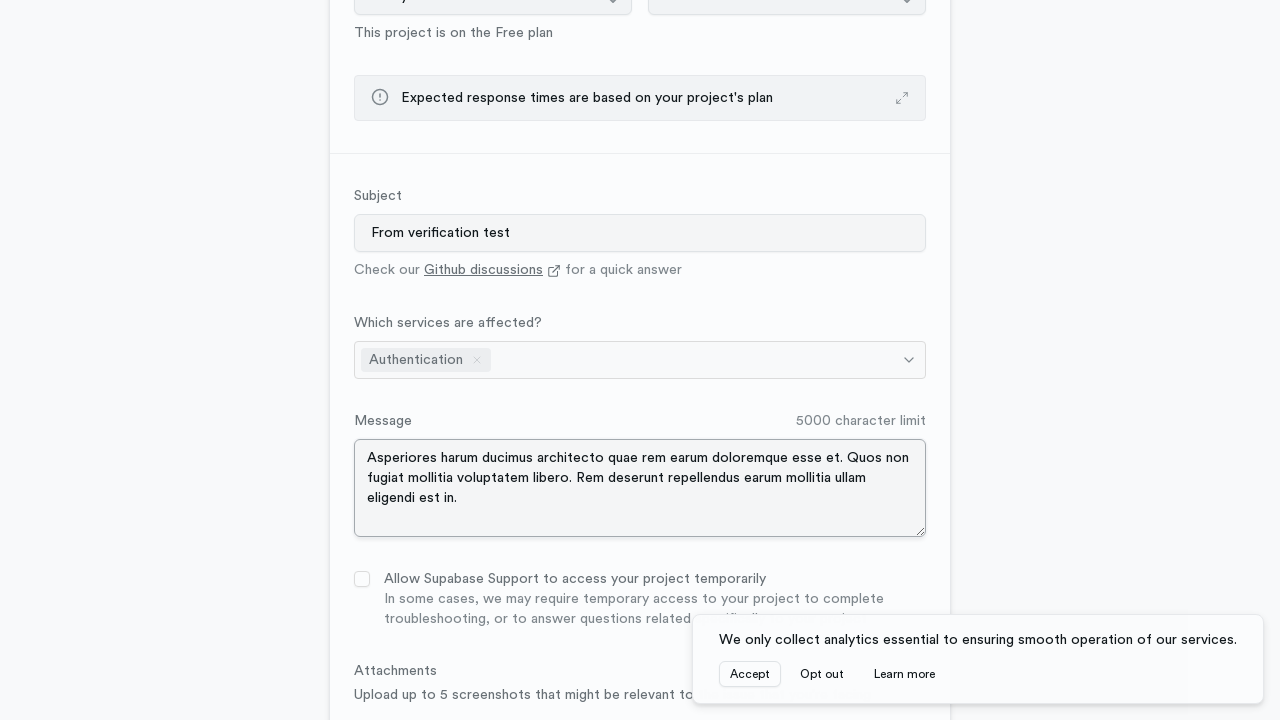 This project is on the Free plan
Expected response times are based on your project's plan
Subject
From verification test
Check our Github discussions for a quick answer
Which services are affected?
Authentication
Message
5000 character limit
Asperiores harum ducimus architecto quae rem earum doloremque esse et. Quos non
fugiat mollitia voluptatem libero. Rem deserunt repellendus earum mollitia ullam
eligendi est in.
Allow Supabase Support to access your project temporarily
In some cases, we may require temporary access to your project to complete
troubleshooting, or to answer questions related
We only collect analytics essential to ensuring smooth operation of our services.
Accept
Opt out
Learn more
Attachments
Upload up to 5 screenshots that might be relevant to